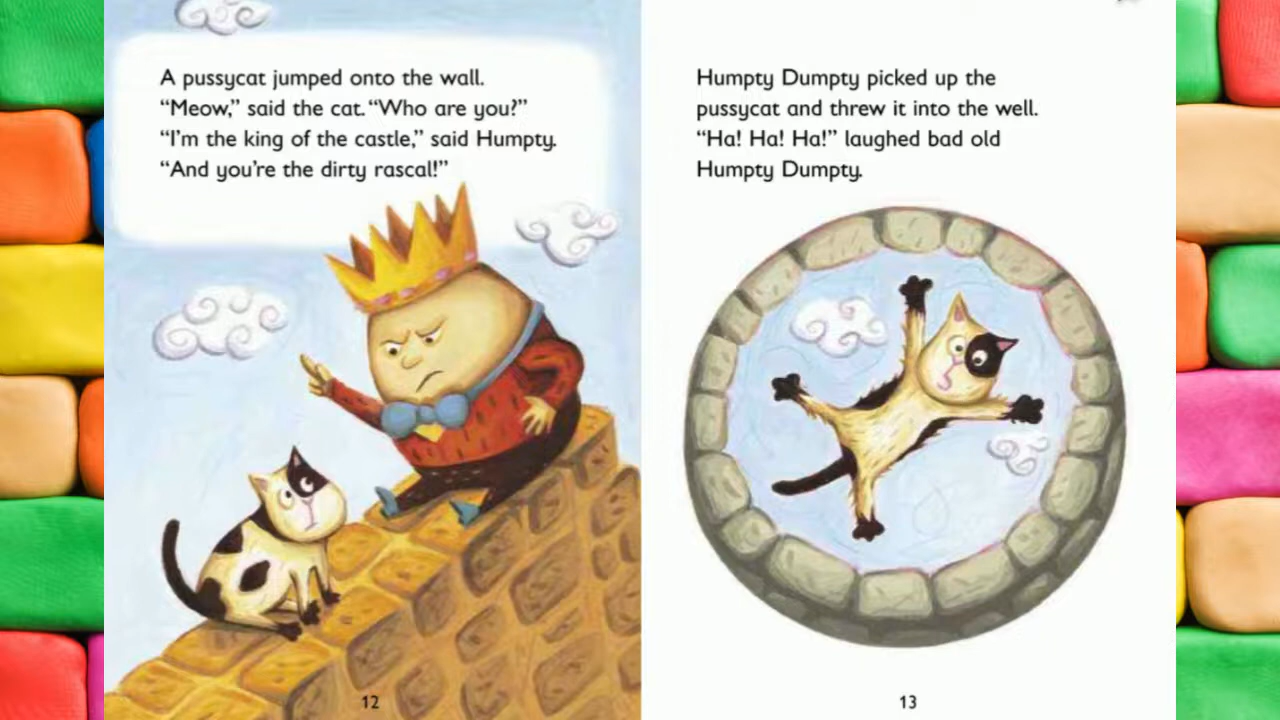 A pussycat jumped onto the wall.
“Meow,” said the cat. “Who are you?”
“I’m the king of the castle,” said Humpty.
“And you’re the dirty rascal!”
12
Humpty Dumpty picked up the
pussycat and threw it into the well.
“Ha! Ha! Ha!” laughed bad old
Humpty Dumpty.
13